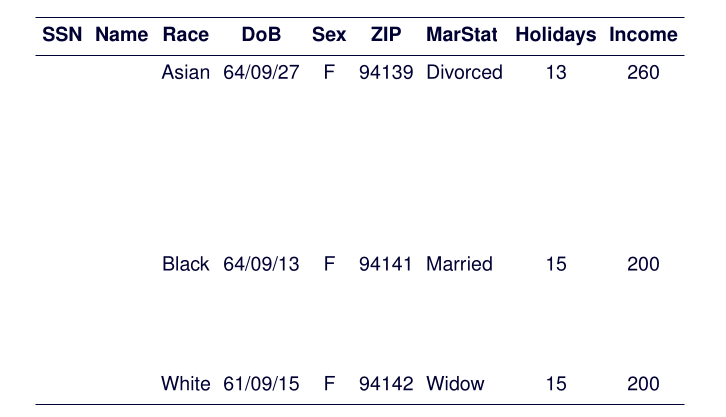 SSN Name Race DoB Sex ZIP MarStat Holidays Income
Asian 64/09/27 F 94139 Divorced 13 260
Black 64/09/13 F 94141 Married 15 200
White 61/09/15 F 94142 Widow 15 200